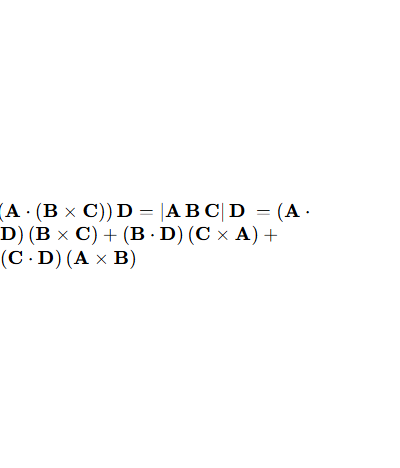 (A · (B × C)) D = |A B C| D = (A ·
D) (B × C) + (B · D) (C × A) +
(C · D) (A × B)